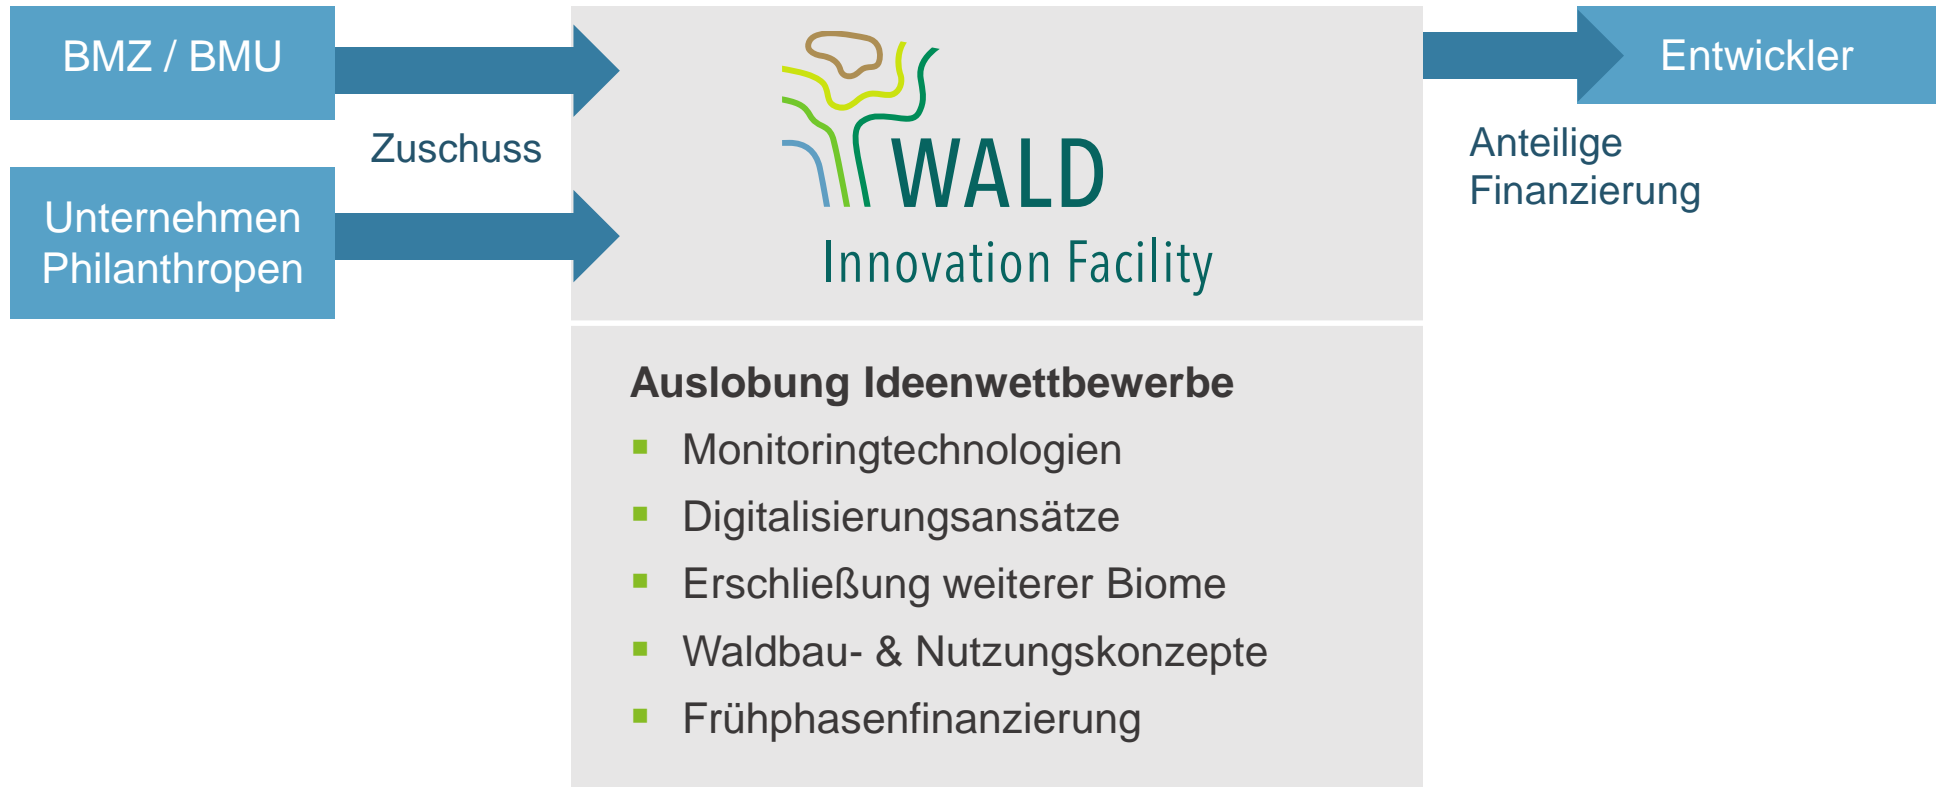 BMZ / BMU
Zuschuss
Unternehmen
Philanthropen
WALD
Innovation Facility
Entwickler
Anteilige
Finanzierung
Auslobung Ideenwettbewerbe
▪ Monitoringtechnologien
▪ Digitalisierungsansätze
▪ Erschließung weiterer Biome
▪ Waldbau- & Nutzungskonzepte
▪ Frühphasenfinanzierung